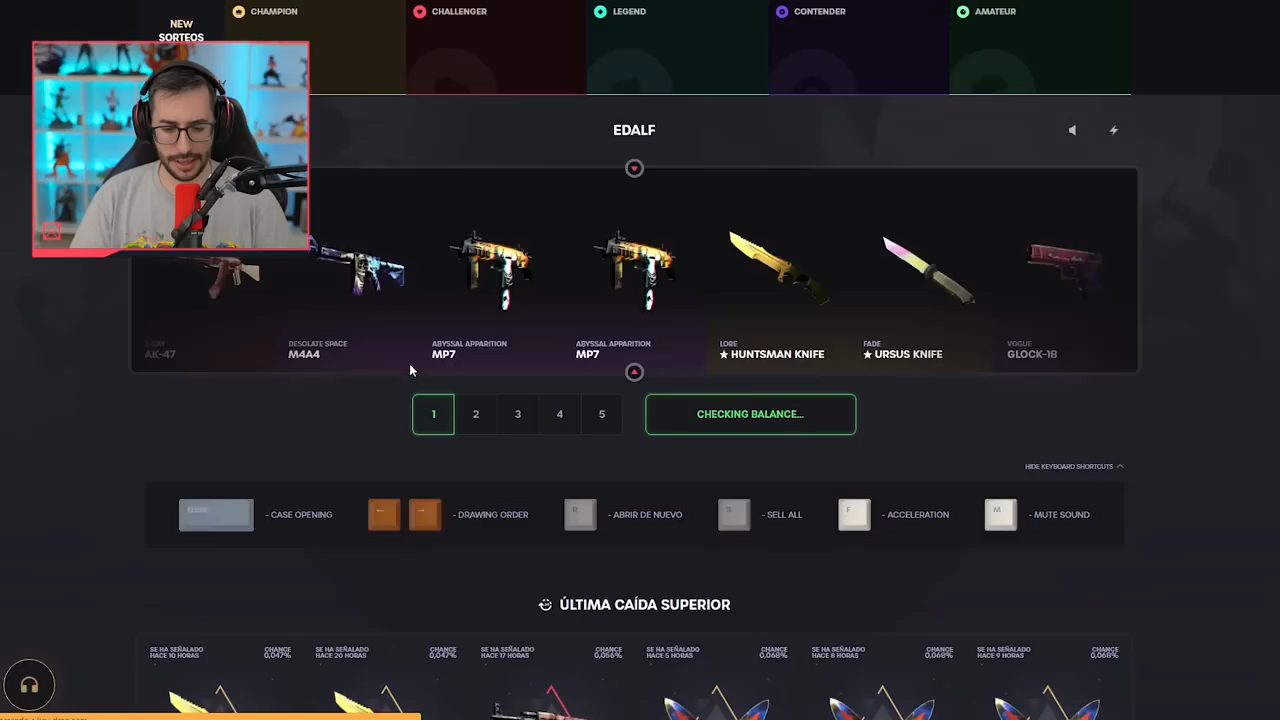 NEW
SORTEOS
CHAMPION
CHALLENGER
LEGEND
CONTENDER
AMATEUR
EDALF
AK-47
DESOLATE SPACE
M4A4
ABYSSAL APPARITION
MP7
ABYSSAL APPARITION
MP7
LORE
★ HUNTSMAN KNIFE
FADE
★ URSUS KNIFE
VOGUE
GLOCK-18
1 2 3 4 5
CHECKING BALANCE...
HIDE KEYBOARD SHORTCUTS
- CASE OPENING
← → - DRAWING ORDER
R - ABRIR DE NUEVO
S - SELL ALL
F - ACCELERATION
M - MUTE SOUND
ÚLTIMA CAÍDA SUPERIOR
SE HA SEÑALADO
HACE 10 HORAS
CHANCE
0,047%
SE HA SEÑALADO
HACE 20 HORAS
CHANCE
0,047%
SE HA SEÑALADO
HACE 17 HORAS
CHANCE
0,056%
SE HA SEÑALADO
HACE 5 HORAS
CHANCE
0,068%
SE HA SEÑALADO
HACE 8 HORAS
CHANCE
0,068%
SE HA SEÑALADO
HACE 9 HORAS
CHANCE
0,068%